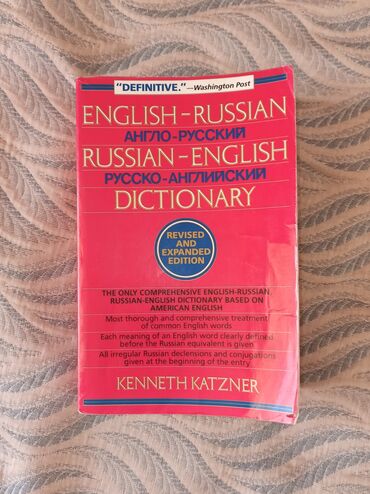 "DEFINITIVE."—Washington Post
ENGLISH–RUSSIAN
АНГЛО-РУССКИЙ
RUSSIAN–ENGLISH
РУССКО-АНГЛИЙСКИЙ
DICTIONARY
REVISED
AND
EXPANDED
EDITION
THE ONLY COMPREHENSIVE ENGLISH-RUSSIAN,
RUSSIAN-ENGLISH DICTIONARY BASED ON
AMERICAN ENGLISH
Most thorough and comprehensive treatment
of common English words
Each meaning of an English word clearly defined
before the Russian equivalent is given
All irregular Russian declensions and conjugations
given at the beginning of the entry
KENNETH KATZNER